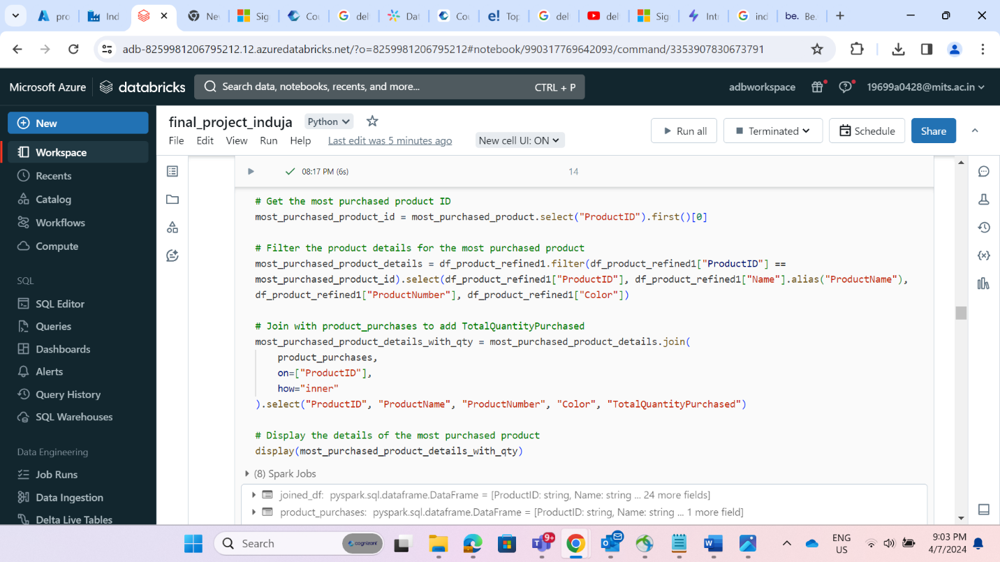 pro
Ind
Nev
Sig
Cou
del
Dat
Cou
e! Top
delt
del
Sig
Intr
ind
be. Be.
adb-8259981206795212.12.azuredatabricks.net/?o=8259981206795212#notebook/990317769642093/command/3353907830673791
Microsoft Azure
databricks
Search data, notebooks, recents, and more...
CTRL + P
adbworkspace
19699a0428@mits.ac.in
New
Workspace
Recents
Catalog
Workflows
Compute
SQL
SQL Editor
Queries
Dashboards
Alerts
Query History
SQL Warehouses
Data Engineering
Job Runs
Data Ingestion
Delta Live Tables
final_project_induja
Python
File Edit View Run Help Last edit was 5 minutes ago New cell UI: ON
Run all
Terminated
Schedule
Share
08:17 PM (6s)
14
# Get the most purchased product ID
most_purchased_product_id = most_purchased_product.select("ProductID").first()[0]
# Filter the product details for the most purchased product
most_purchased_product_details = df_product_refined1.filter(df_product_refined1["ProductID"] ==
most_purchased_product_id).select(df_product_refined1["ProductID"], df_product_refined1["Name"].alias("ProductName"),
df_product_refined1["ProductNumber"], df_product_refined1["Color"])
# Join with product_purchases to add TotalQuantityPurchased
most_purchased_product_details_with_qty = most_purchased_product_details.join(
product_purchases,
on=["ProductID"],
how="inner"
).select("ProductID", "ProductName", "ProductNumber", "Color", "TotalQuantityPurchased")
# Display the details of the most purchased product
display(most_purchased_product_details_with_qty)
(8) Spark Jobs
joined_df: pyspark.sql.dataframe.DataFrame = [ProductID: string, Name: string ... 24 more fields]
product_purchases: pyspark.sql.dataframe.DataFrame = [ProductID: string, Name: string ... 1 more field]
Search
cognizant
9+
ENG
US
9:03 PM
4/7/2024